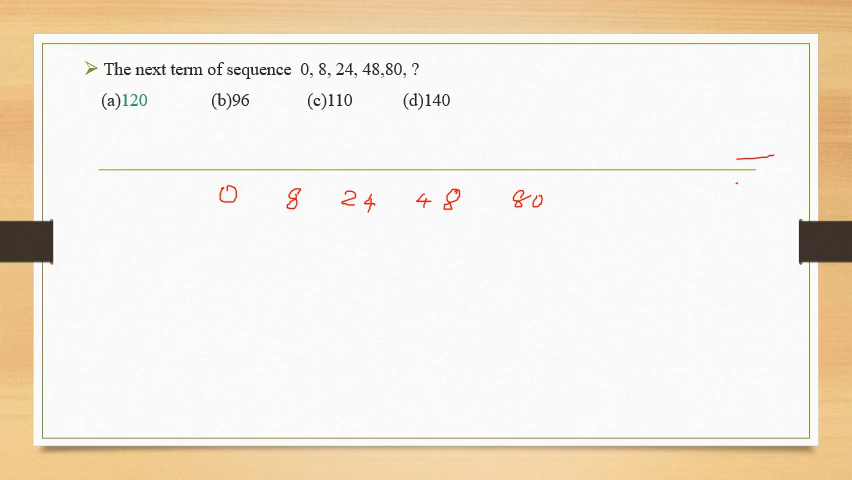 The next term of sequence 0, 8, 24, 48,80, ?
(a)120 (b)96 (c)110 (d)140
0 8 24 48 80